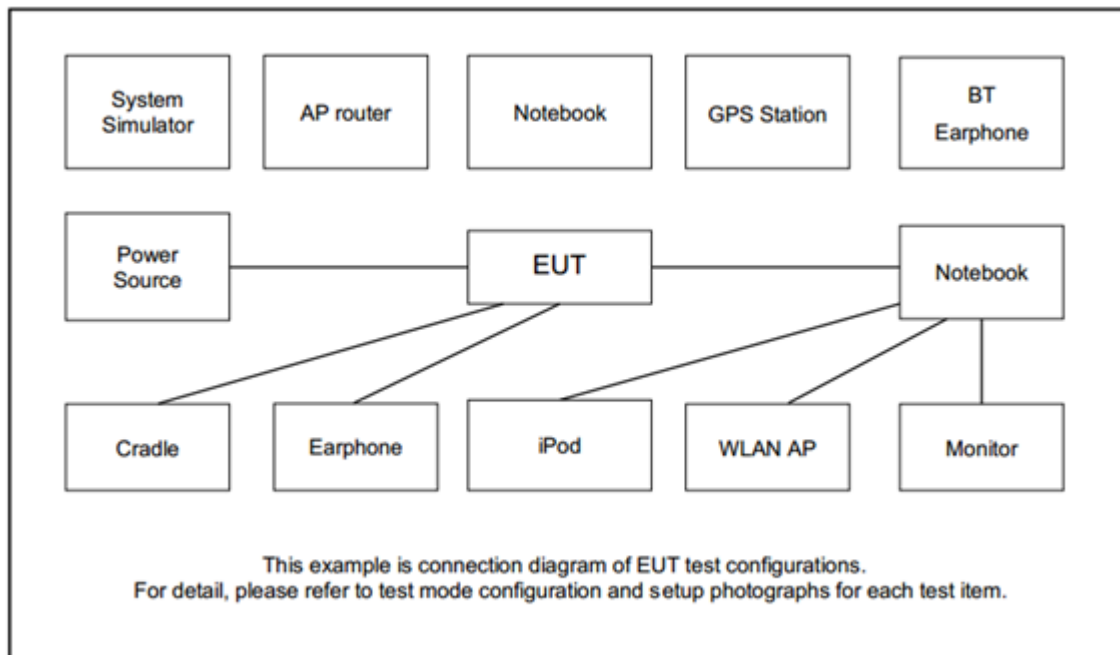 System
Simulator
AP router
Notebook
GPS Station
BT
Earphone
Power
Source
EUT
Notebook
Cradle
Earphone
iPod
WLAN AP
Monitor
This example is connection diagram of EUT test configurations.
For detail, please refer to test mode configuration and setup photographs for each test item.